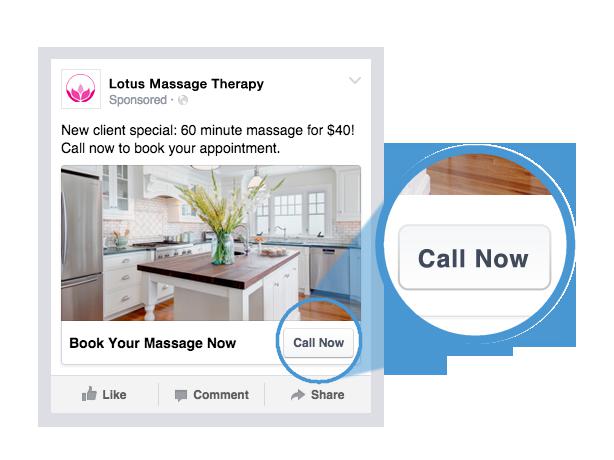 Lotus Massage Therapy
Sponsored ·
New client special: 60 minute massage for $40!
Call now to book your appointment.
Book Your Massage Now
Call Now
Like
Comment
Share
Call Now